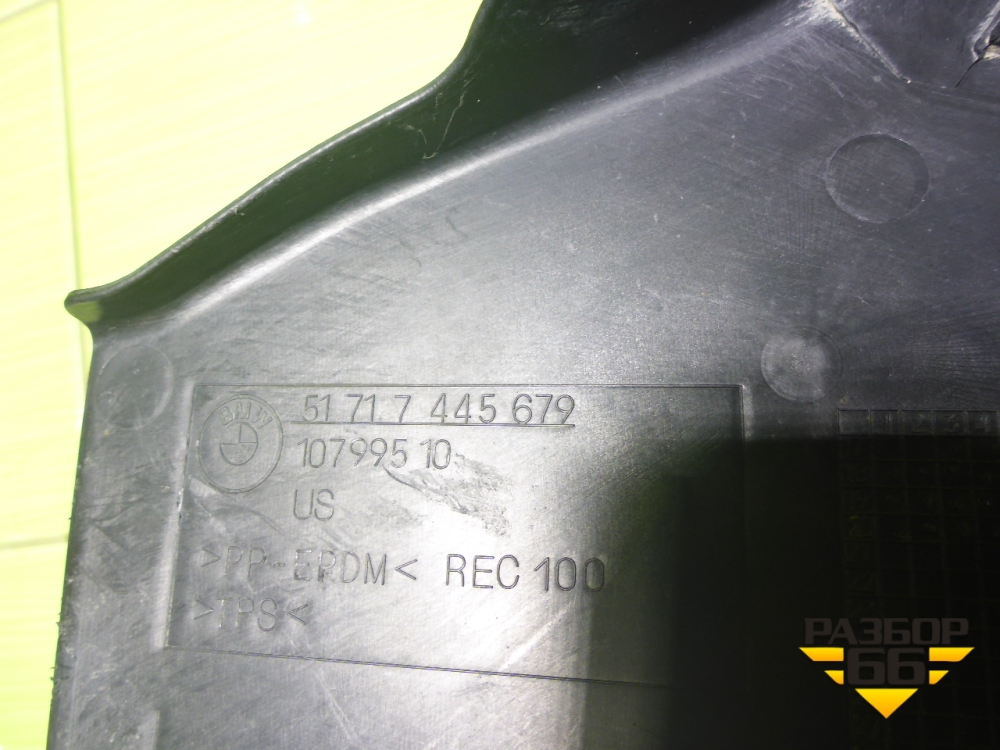 BMW
51 71.7 445 679
107995 10
US
>PP-EPDM< REC 100
>TPS<
РАЗБОР
66